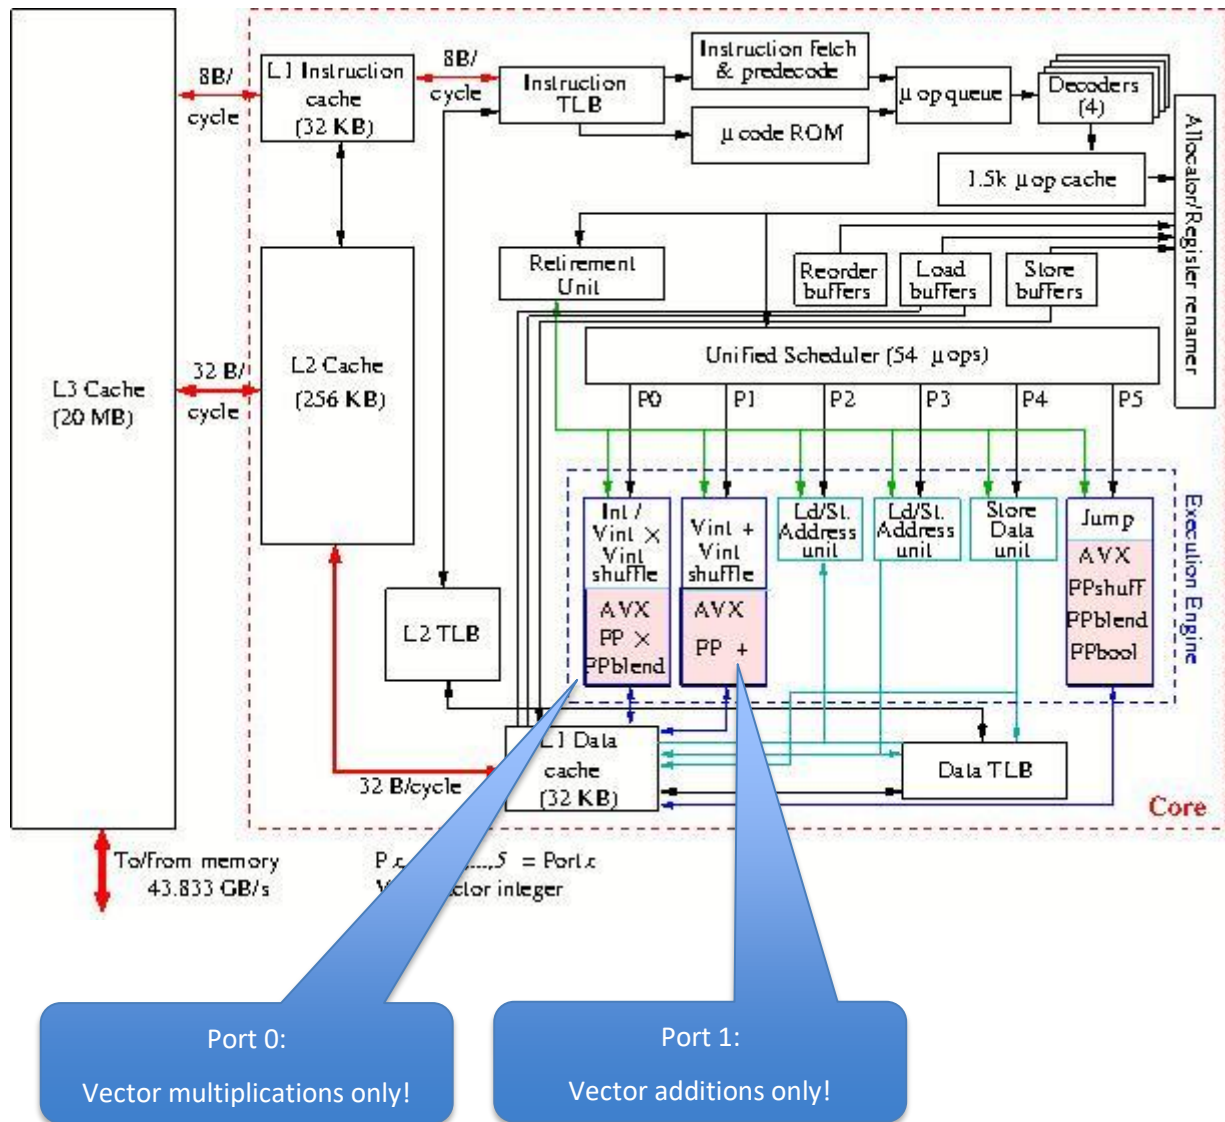 8B/
cycle
L1 Instruction
cache
(32 KB)
8B/
cycle
Instruction
TLB
Instruction Fetch
& predecode
μ code ROM
μ op queue
Decoders
(4)
1.5k μop cache
Allocator/Register renamer
Retirement
Unit
Reorder
buffers
Load
buffers
Store
buffers
Unified Scheduler (54 μops)
L3 Cache
(20 MB)
32 B/
cycle
L2 Cache
(256 KB)
P0
P1
P2
P3
P4
P5
Int /
Vint ×
Vint
shuffle
AVX
PP ×
PPblend
Vint +
Vint
shuffle
AVX
PP +
Ld/St.
Address
unit
Ld/St.
Address
unit
Store
Data
unit
Jump
AVX
PPshuff
PPblend
PPbool
Execution Engine
L2 TLB
L1 Data
cache
(32 KB)
32 B/cycle
Data TLB
Core
To/from memory
43.833 GB/s
P x ,...,5 = Port x
V ctor integer
Port 0:
Vector multiplications only!
Port 1:
Vector additions only!